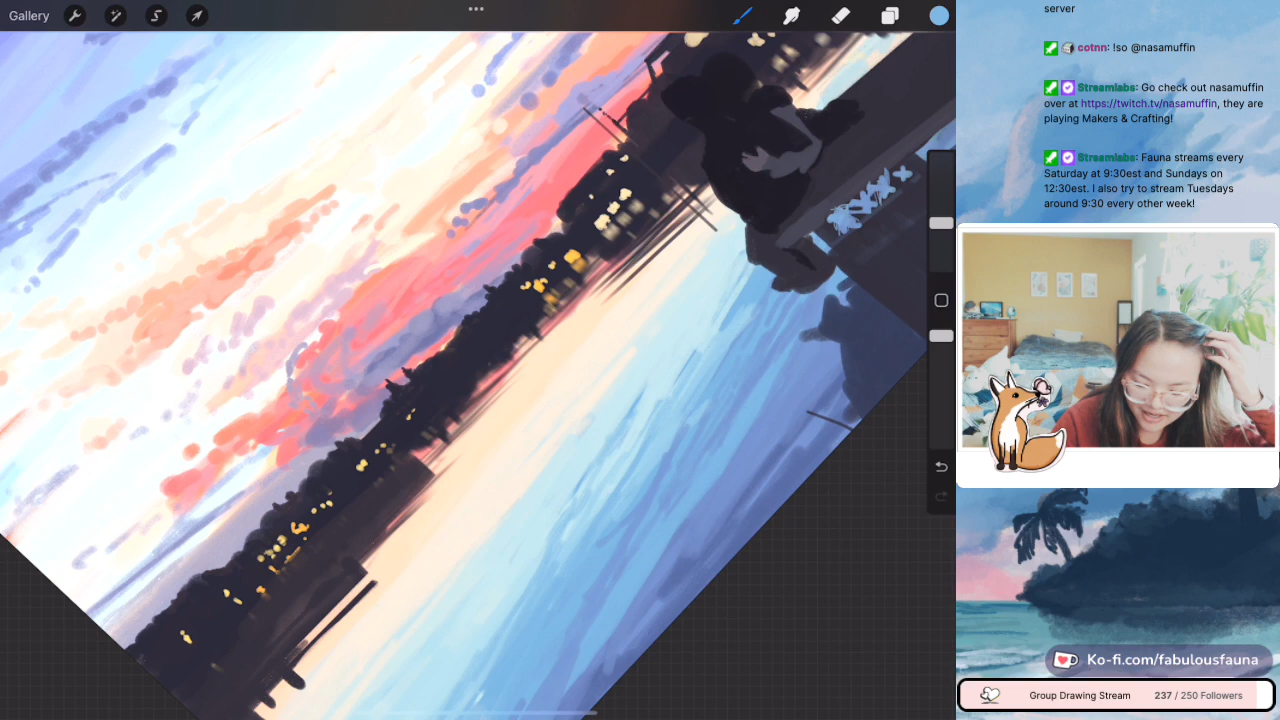 Gallery
server
cotnn: !so @nasamuffin
Streamlabs: Go check out nasamuffin
over at https://twitch.tv/nasamuffin, they are
playing Makers & Crafting!
Streamlabs: Fauna streams every
Saturday at 9:30est and Sundays on
12:30est. I also try to stream Tuesdays
around 9:30 every other week!
Ko-fi.com/fabulousfauna
Group Drawing Stream 237 / 250 Followers